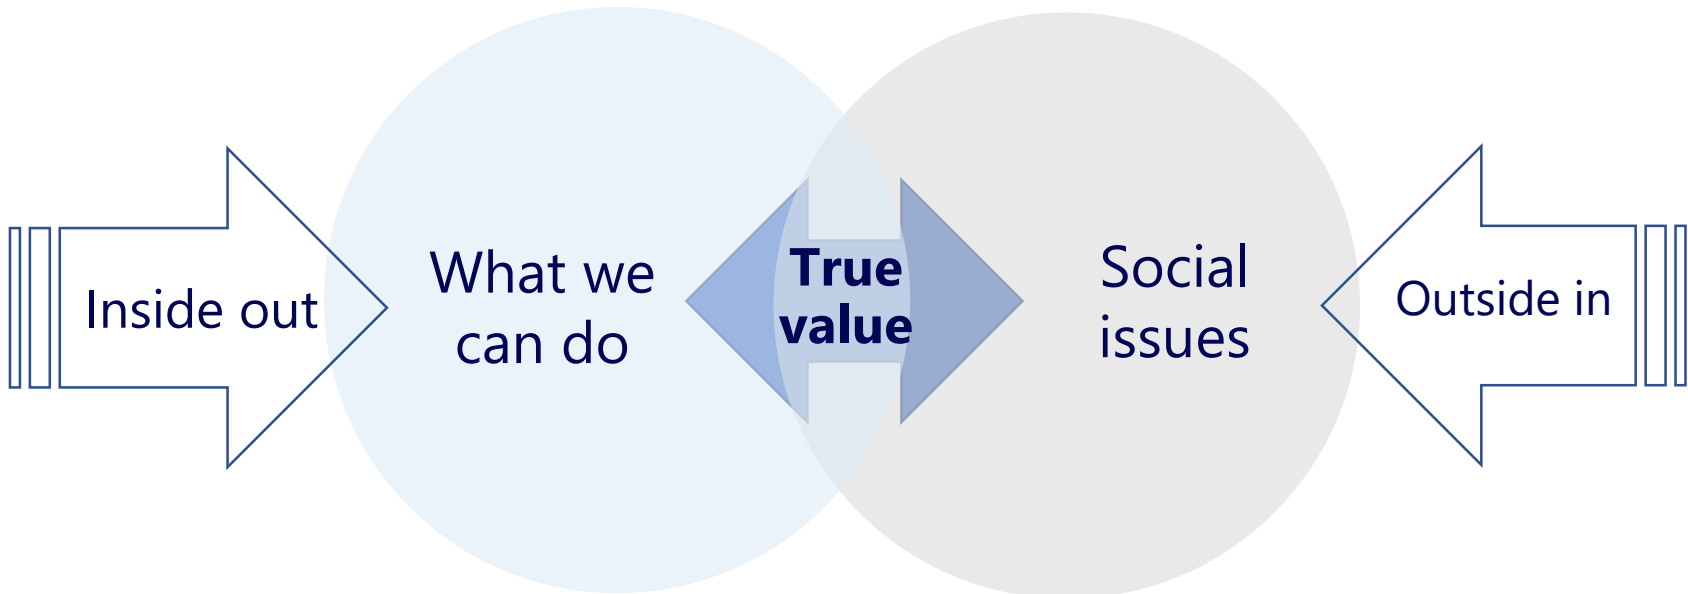 Inside out
What we
can do
True
value
Social
issues
Outside in